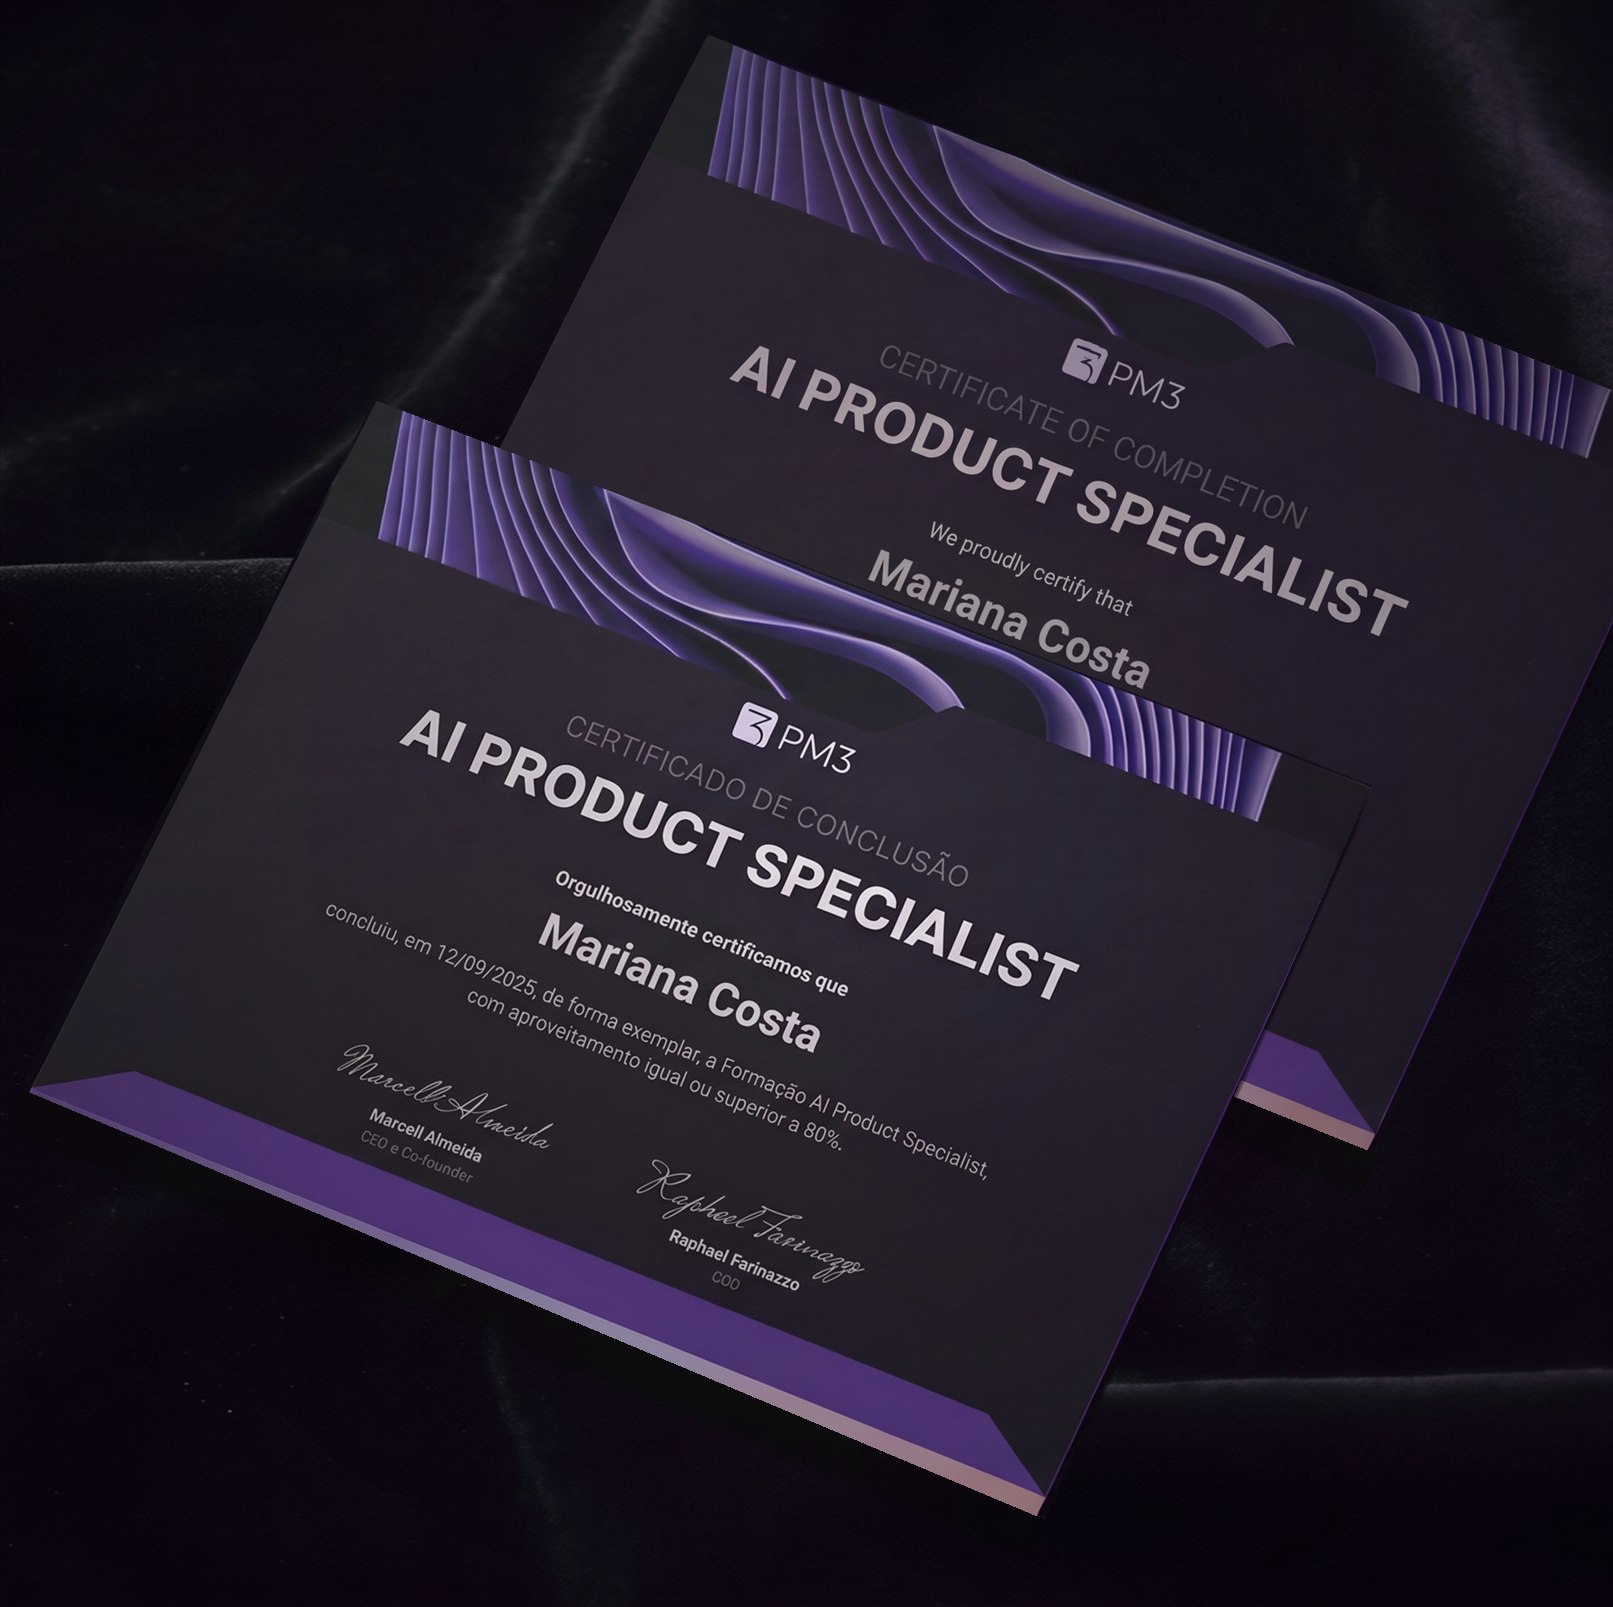 PM3
CERTIFICATE OF COMPLETION
AI PRODUCT SPECIALIST
We proudly certify that
Mariana Costa
PM3
CERTIFICADO DE CONCLUSÃO
AI PRODUCT SPECIALIST
Orgulhosamente certificamos que
Mariana Costa
concluiu, em 12/09/2025, de forma exemplar, a Formação AI Product Specialist,
com aproveitamento igual ou superior a 80%.
Marcell Almeida
Marcell Almeida
CEO e Co-founder
Raphael Farinazzo
Raphael Farinazzo
COO